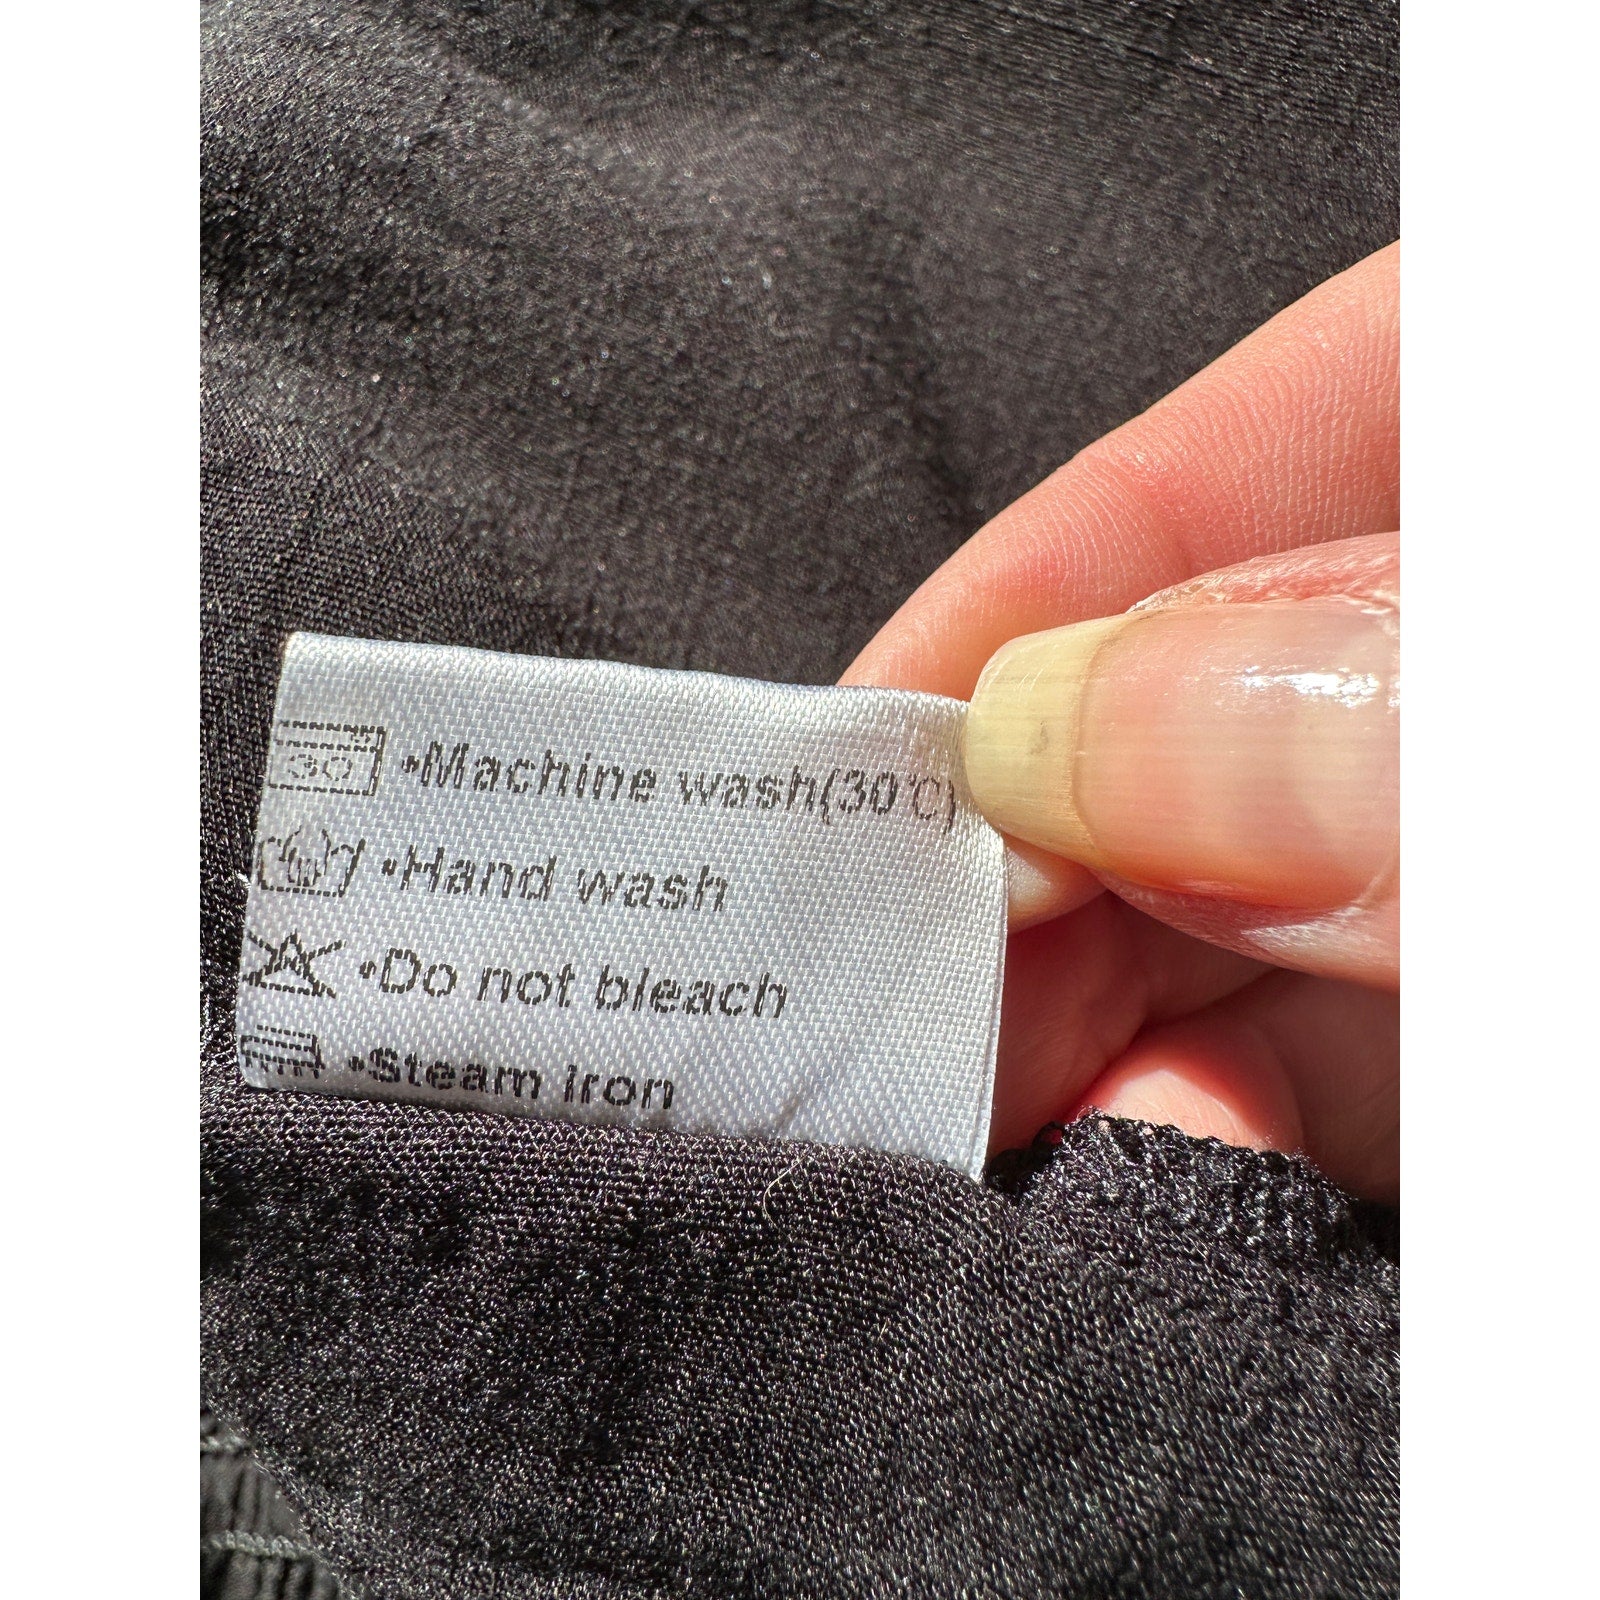 30 •Machine wash(30℃)
•Hand wash
•Do not bleach
•Steam iron